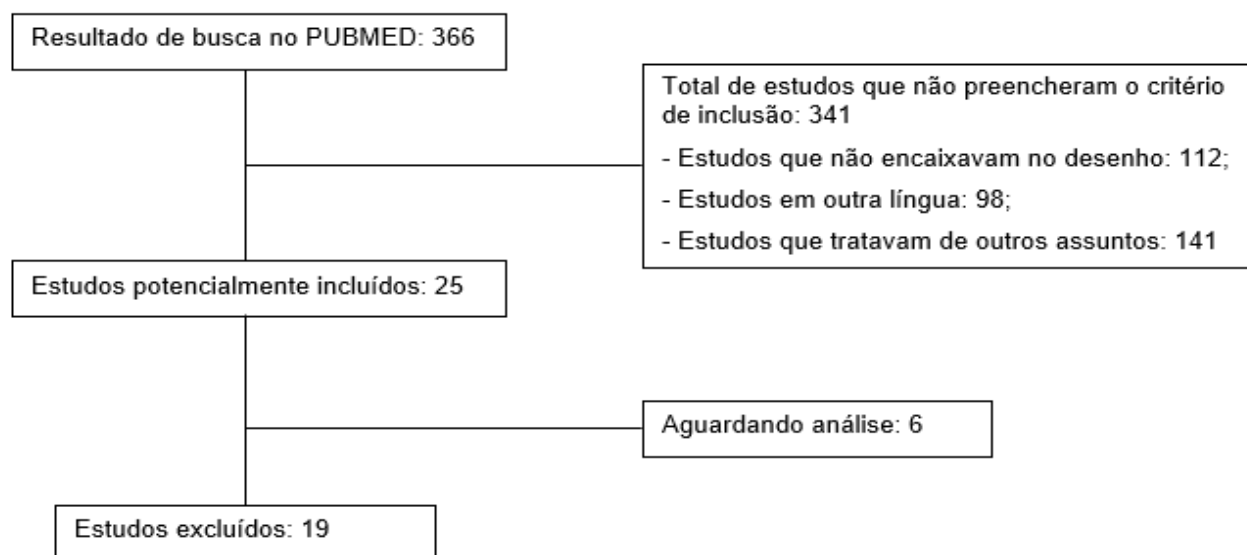 Resultado de busca no PUBMED: 366
Total de estudos que não preencheram o critério
de inclusão: 341
- Estudos que não encaixavam no desenho: 112;
- Estudos em outra língua: 98;
- Estudos que tratavam de outros assuntos: 141
Estudos potencialmente incluídos: 25
Aguardando análise: 6
Estudos excluídos: 19